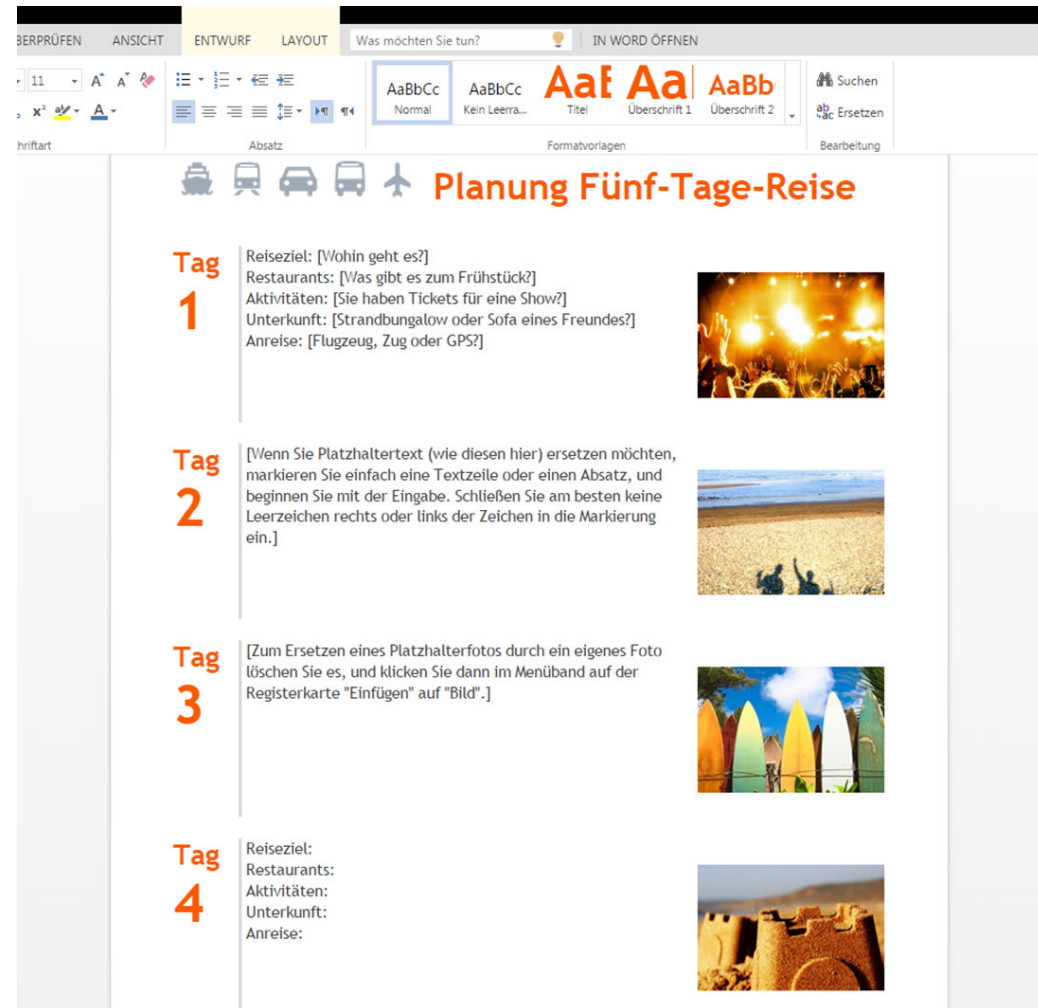 BERPRÜFEN ANSICHT ENTWURF LAYOUT Was möchten Sie tun? IN WORD ÖFFNEN
11 A A
AaBbCc AaBbCc AaE Aa AaBb Suchen
x² aby A Normal Kein Leerra... Titel Überschrift 1 Überschrift 2 Ersetzen
hriftart Absatz Formatvorlagen Bearbeitung
Planung Fünf-Tage-Reise
Tag
1
Reiseziel: [Wohin geht es?]
Restaurants: [Was gibt es zum Frühstück?]
Aktivitäten: [Sie haben Tickets für eine Show?]
Unterkunft: [Strandbungalow oder Sofa eines Freundes?]
Anreise: [Flugzeug, Zug oder GPS?]
Tag
2
[Wenn Sie Platzhaltertext (wie diesen hier) ersetzen möchten,
markieren Sie einfach eine Textzeile oder einen Absatz, und
beginnen Sie mit der Eingabe. Schließen Sie am besten keine
Leerzeichen rechts oder links der Zeichen in die Markierung
ein.]
Tag
3
[Zum Ersetzen eines Platzhalterfotos durch ein eigenes Foto
löschen Sie es, und klicken Sie dann im Menüband auf der
Registerkarte "Einfügen" auf "Bild".]
Tag
4
Reiseziel:
Restaurants:
Aktivitäten:
Unterkunft:
Anreise: